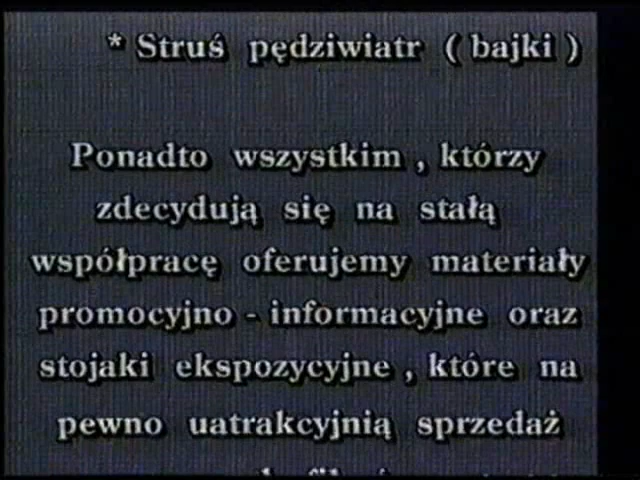 * Struś pędziwiatr ( bajki )
Ponadto wszystkim , którzy
zdecydują się na stałą
współpracę oferujemy materiały
promocyjno - informacyjne oraz
stojaki ekspozycyjne , które na
pewno uatrakcyjnią sprzedaż